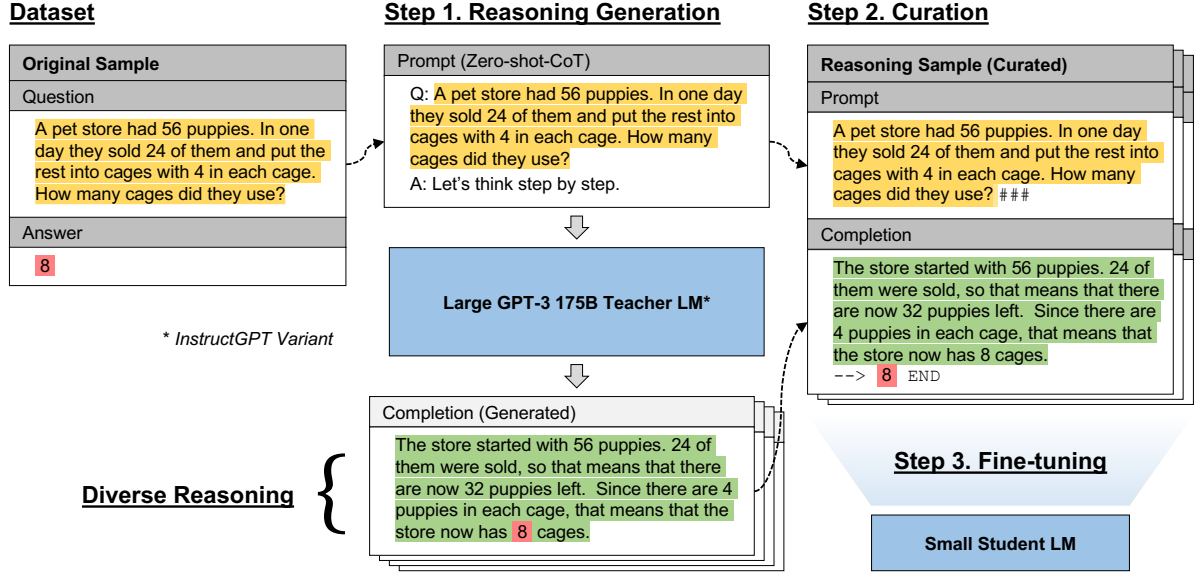 Dataset
Original Sample
Question
A pet store had 56 puppies. In one
day they sold 24 of them and put the
rest into cages with 4 in each cage.
How many cages did they use?
Answer
8
* InstructGPT Variant
Step 1. Reasoning Generation
Prompt (Zero-shot-CoT)
Q: A pet store had 56 puppies. In one day
they sold 24 of them and put the rest into
cages with 4 in each cage. How many
cages did they use?
A: Let’s think step by step.
Large GPT-3 175B Teacher LM*
Completion (Generated)
The store started with 56 puppies. 24 of
them were sold, so that means that there
are now 32 puppies left. Since there are 4
puppies in each cage, that means that the
store now has 8 cages.
Diverse Reasoning {
Step 2. Curation
Reasoning Sample (Curated)
Prompt
A pet store had 56 puppies. In one day
they sold 24 of them and put the rest into
cages with 4 in each cage. How many
cages did they use? ###
Completion
The store started with 56 puppies. 24 of
them were sold, so that means that there
are now 32 puppies left. Since there are
4 puppies in each cage, that means that
the store now has 8 cages.
--> 8 END
Step 3. Fine-tuning
Small Student LM